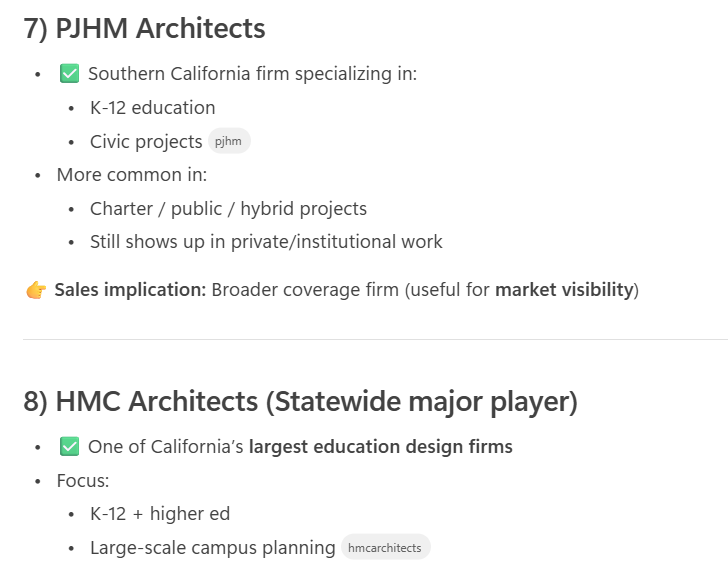 7) PJHM Architects
• ✅ Southern California firm specializing in:
• K-12 education
• Civic projects pjhm
• More common in:
• Charter / public / hybrid projects
• Still shows up in private/institutional work
👉 Sales implication: Broader coverage firm (useful for market visibility)
8) HMC Architects (Statewide major player)
• ✅ One of California’s largest education design firms
• Focus:
• K-12 + higher ed
• Large-scale campus planning hmcarchitects